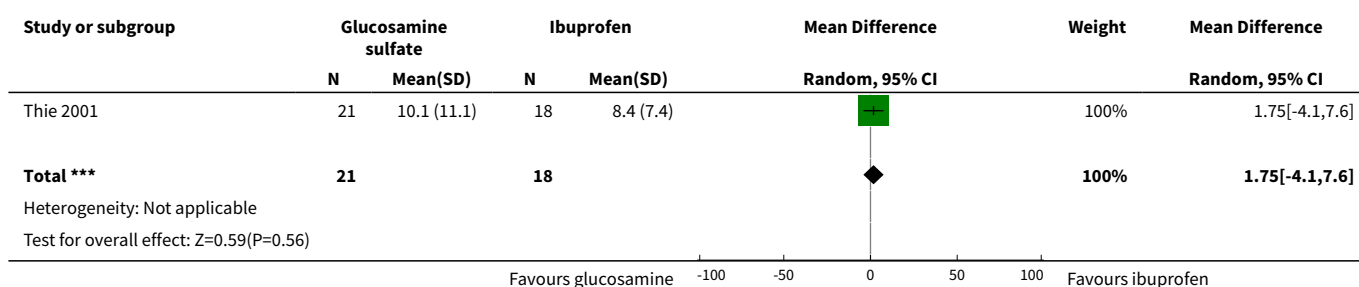 Study or subgroup Glucosamine sulfate Ibuprofen Mean Difference Weight Mean Difference
N Mean(SD) N Mean(SD) Random, 95% CI Random, 95% CI
Thie 2001 21 10.1 (11.1) 18 8.4 (7.4) 100% 1.75[-4.1,7.6]
Total *** 21 18 100% 1.75[-4.1,7.6]
Heterogeneity: Not applicable
Test for overall effect: Z=0.59(P=0.56)
Favours glucosamine -100 -50 0 50 100 Favours ibuprofen